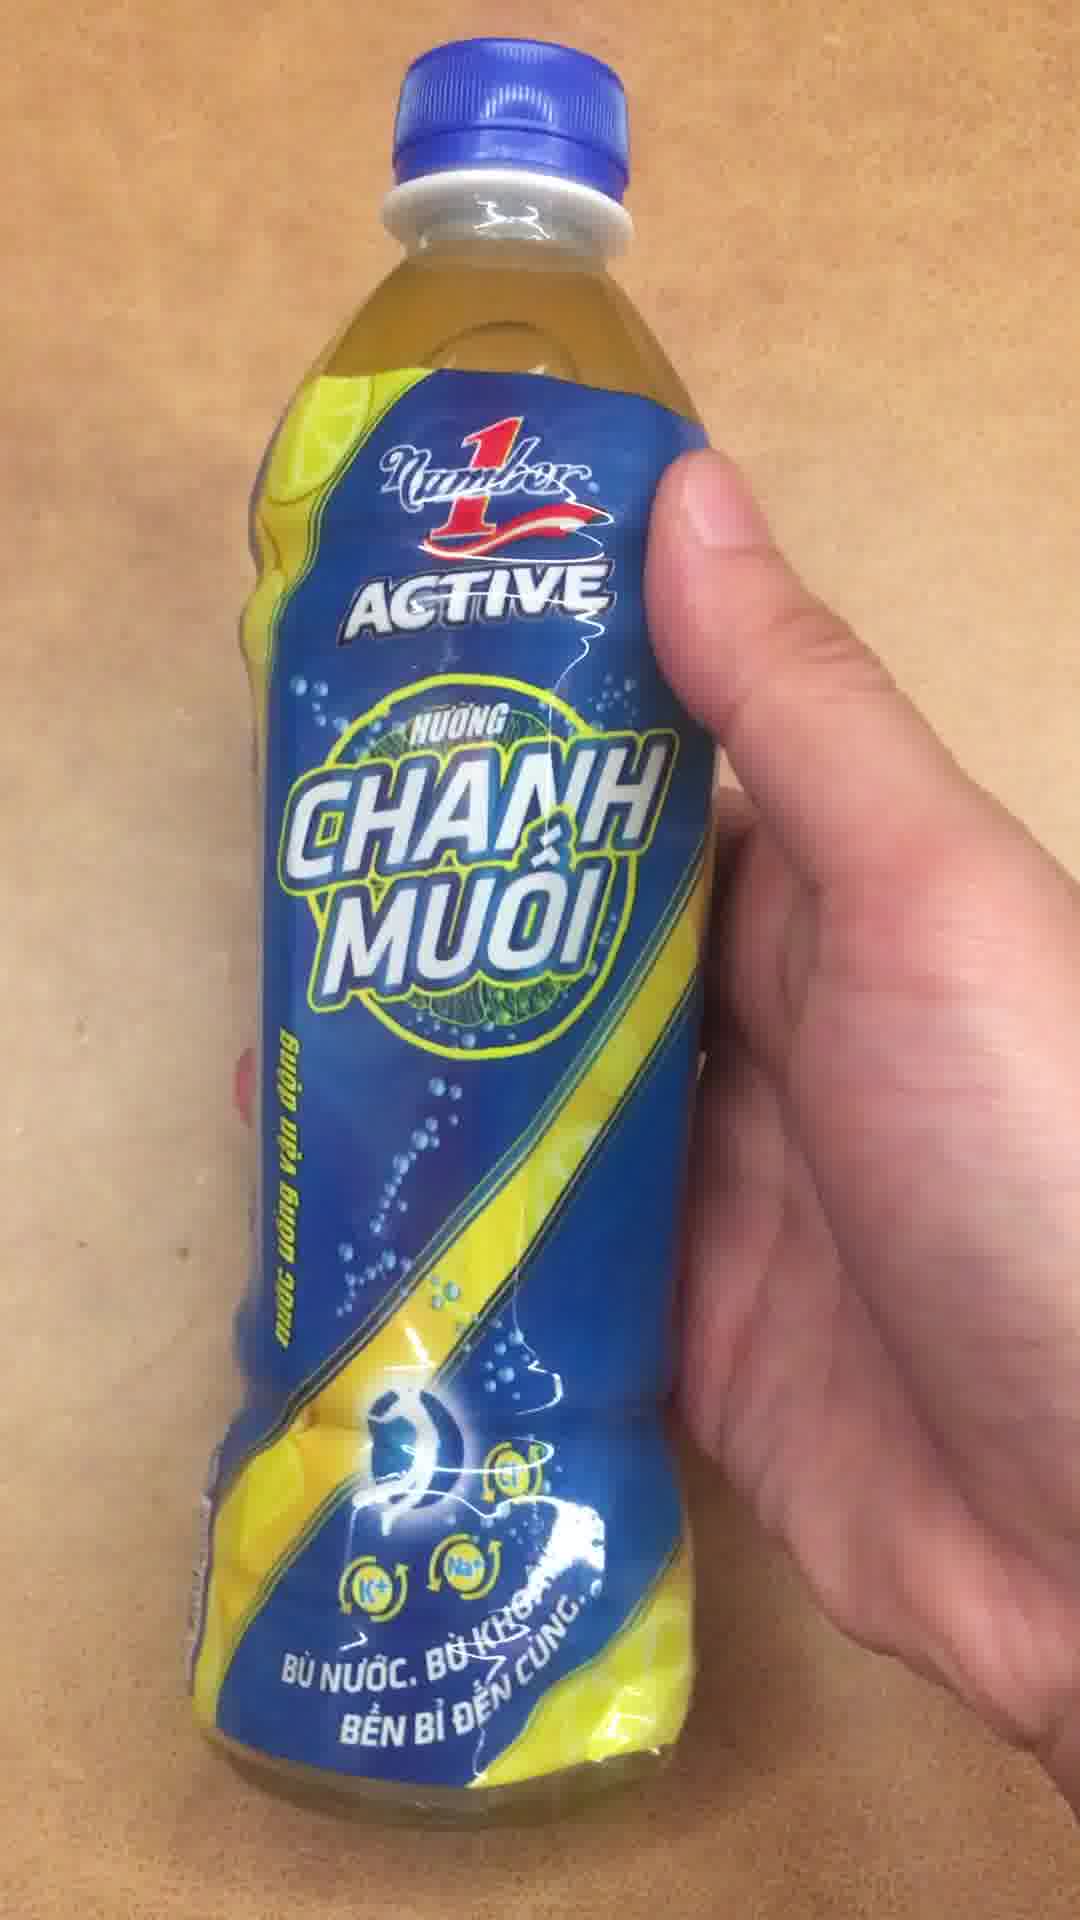 Number 1
ACTIVE
HƯƠNG
CHANH
MUỐI
nước uống vận động
Cl-
K+
Na+
BÙ NƯỚC. BÙ KHOÁNG.
BỀN BỈ ĐẾN CÙNG.